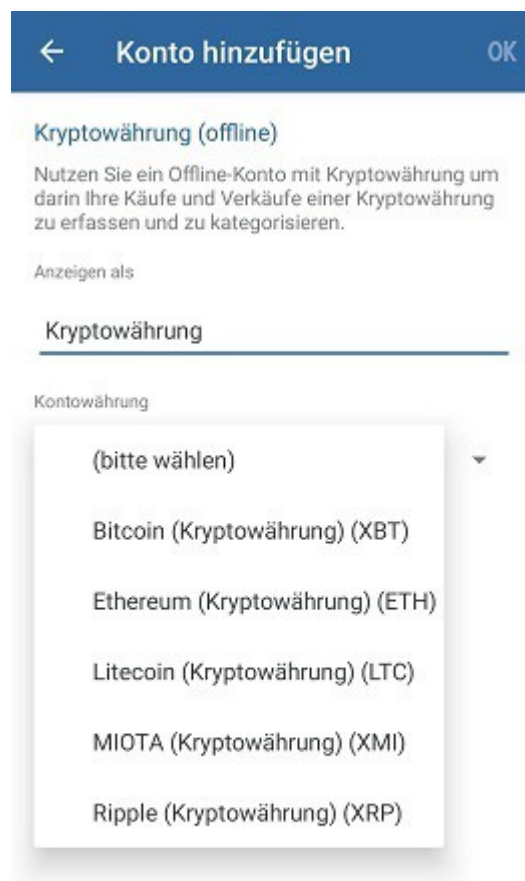 Konto hinzufügen OK
Kryptowährung (offline)
Nutzen Sie ein Offline-Konto mit Kryptowährung um
darin Ihre Käufe und Verkäufe einer Kryptowährung
zu erfassen und zu kategorisieren.
Anzeigen als
Kryptowährung
Kontowährung
(bitte wählen)
Bitcoin (Kryptowährung) (XBT)
Ethereum (Kryptowährung) (ETH)
Litecoin (Kryptowährung) (LTC)
MIOTA (Kryptowährung) (XMI)
Ripple (Kryptowährung) (XRP)